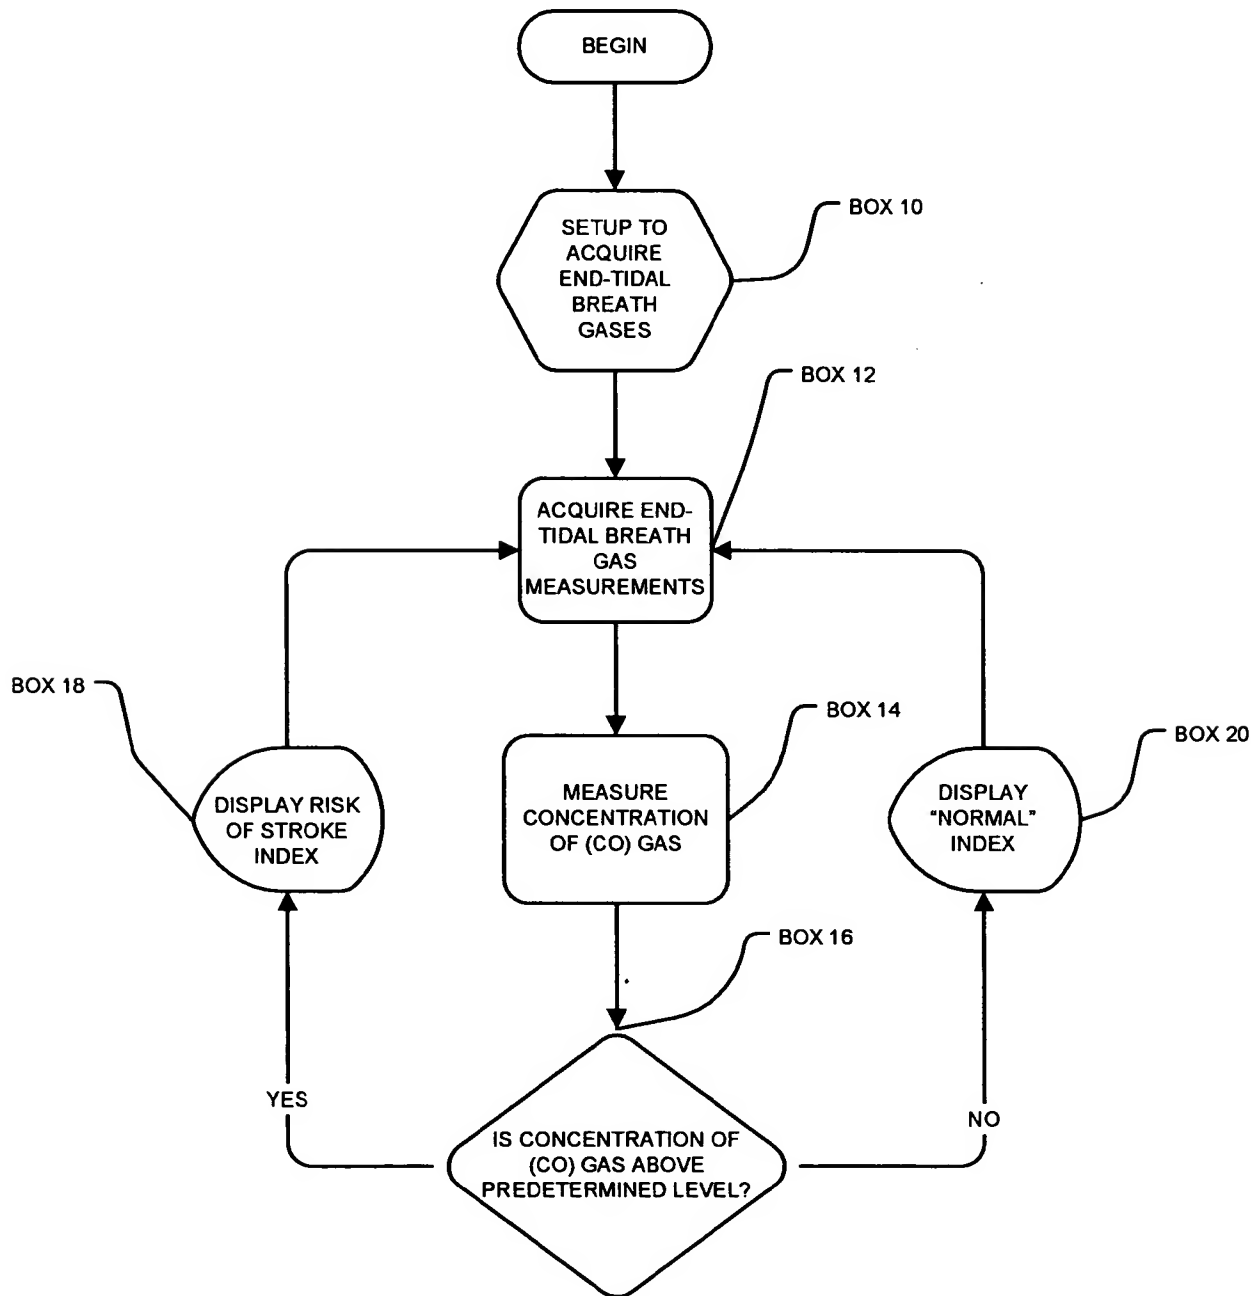 BEGIN
SETUP TO
ACQUIRE
END-TIDAL
BREATH
GASES
BOX 10
BOX 12
ACQUIRE END-
TIDAL BREATH
GAS
MEASUREMENTS
BOX 18
BOX 14
BOX 20
DISPLAY RISK
OF STROKE
INDEX
MEASURE
CONCENTRATION
OF (CO) GAS
DISPLAY
“NORMAL”
INDEX
BOX 16
YES
NO
IS CONCENTRATION OF
(CO) GAS ABOVE
PREDETERMINED LEVEL?